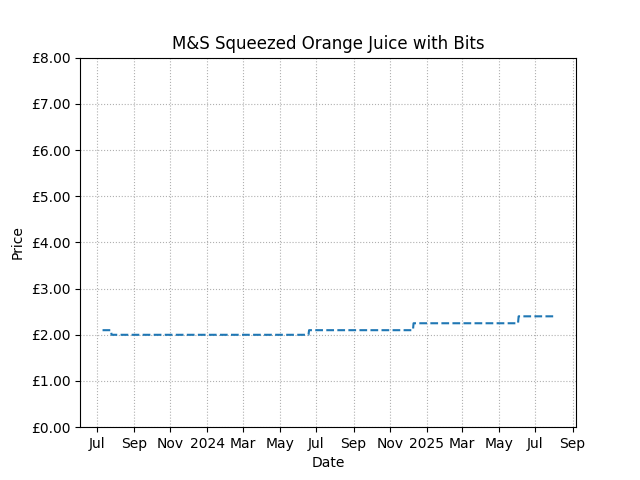 M&S Squeezed Orange Juice with Bits
£8.00
£7.00
£6.00
£5.00
£4.00
£3.00
£2.00
£1.00
£0.00
Price
Jul Sep Nov 2024 Mar May Jul Sep Nov 2025 Mar May Jul Sep
Date